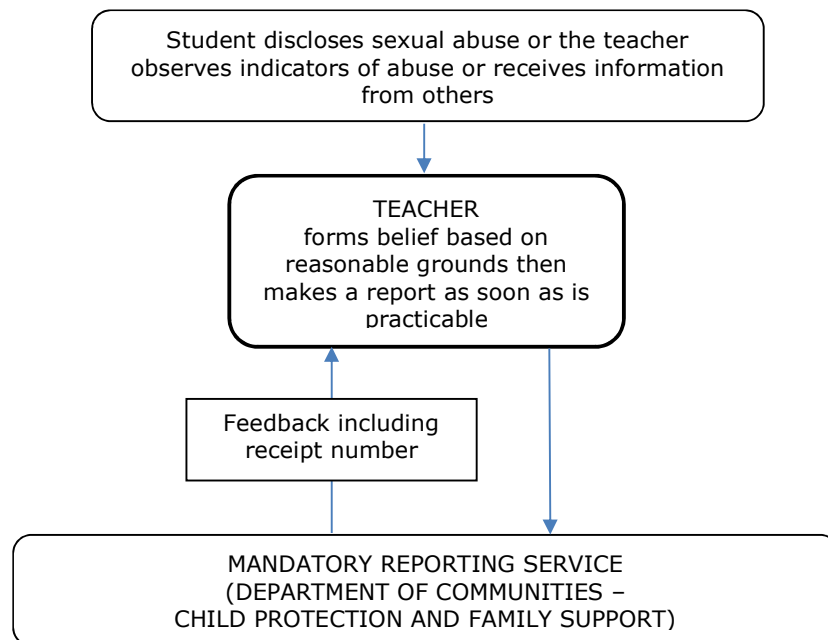 Student discloses sexual abuse or the teacher
observes indicators of abuse or receives information
from others
TEACHER
forms belief based on
reasonable grounds then
makes a report as soon as is
practicable
Feedback including
receipt number
MANDATORY REPORTING SERVICE
(DEPARTMENT OF COMMUNITIES –
CHILD PROTECTION AND FAMILY SUPPORT)